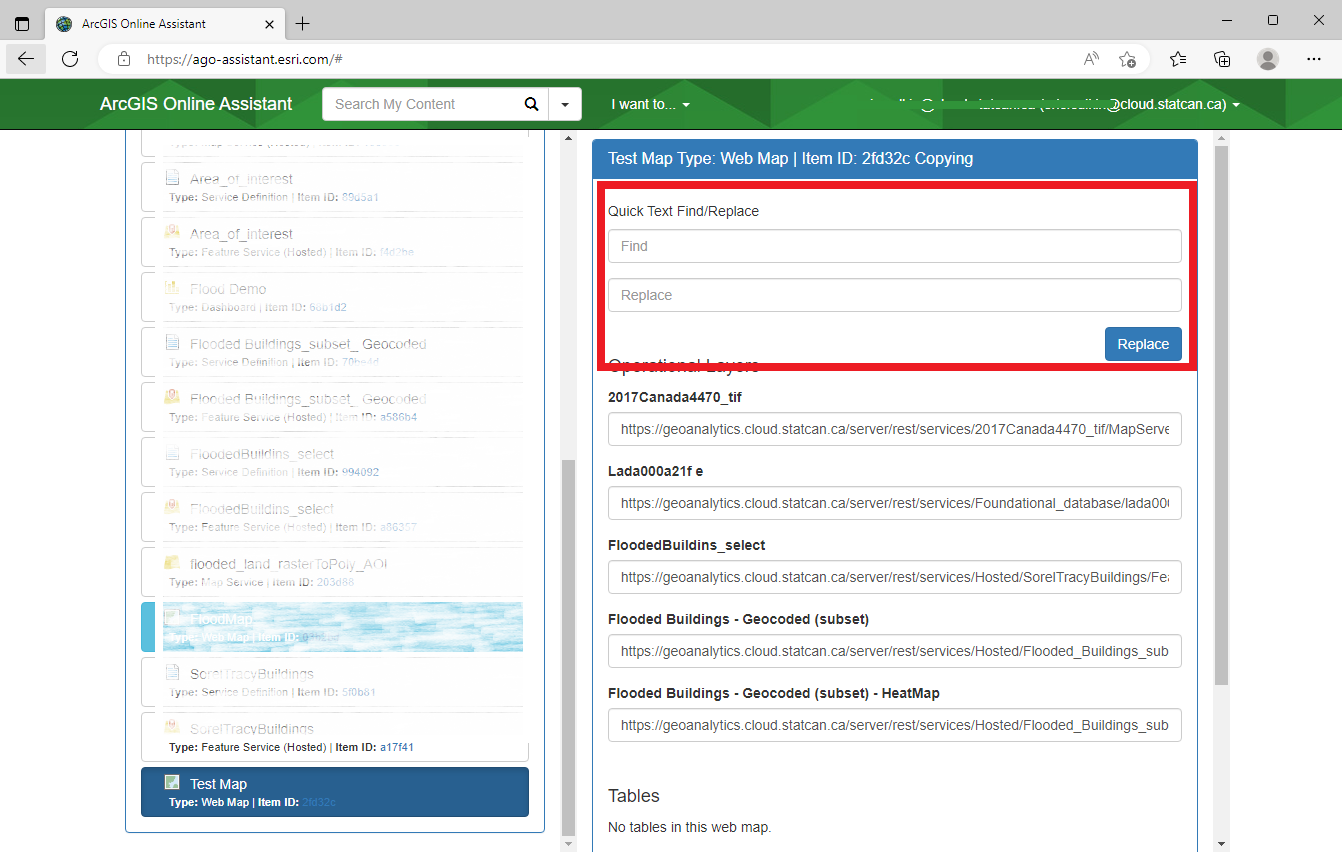 ArcGIS Online Assistant
https://ago-assistant.esri.com/#
ArcGIS Online Assistant
Search My Content
I want to...
@cloud.statcan.ca)
Area_of_interest
Type: Service Definition | Item ID: 89d5a1
Area_of_interest
Type: Feature Service (Hosted) | Item ID: f4d2be
Flood Demo
Type: Dashboard | Item ID: 68b1d2
Flooded Buildings_subset_ Geocoded
Type: Service Definition | Item ID:
Flooded Buildings_subset_ Geocoded
Type: Feature Service (Hosted) | Item ID: a586b4
FloodedBuildins_select
Type: Service Definition | Item ID: 994092
FloodedBuildins_select
Type: Feature Service (Hosted) | Item ID: a86357
flooded_land_rasterToPoly_AOI
Type: Map Service | Item ID: 203d88
FloodMap
Type: Web Map | Item ID:
SorelTracyBuildings
Type: Service Definition | Item ID: 5f0b81
SorelTracyBuildings
Type: Feature Service (Hosted) | Item ID: a17f41
Test Map
Type: Web Map | Item ID: 2fd32c
Test Map Type: Web Map | Item ID: 2fd32c Copying
Quick Text Find/Replace
Find
Replace
Replace
Operational Layers
2017Canada4470_tif
https://geoanalytics.cloud.statcan.ca/server/rest/services/2017Canada4470_tif/MapServe
Lada000a21f e
https://geoanalytics.cloud.statcan.ca/server/rest/services/Foundational_database/lada00
FloodedBuildins_select
https://geoanalytics.cloud.statcan.ca/server/rest/services/Hosted/SorelTracyBuildings/Fea
Flooded Buildings - Geocoded (subset)
https://geoanalytics.cloud.statcan.ca/server/rest/services/Hosted/Flooded_Buildings_sub
Flooded Buildings - Geocoded (subset) - HeatMap
https://geoanalytics.cloud.statcan.ca/server/rest/services/Hosted/Flooded_Buildings_sub
Tables
No tables in this web map.